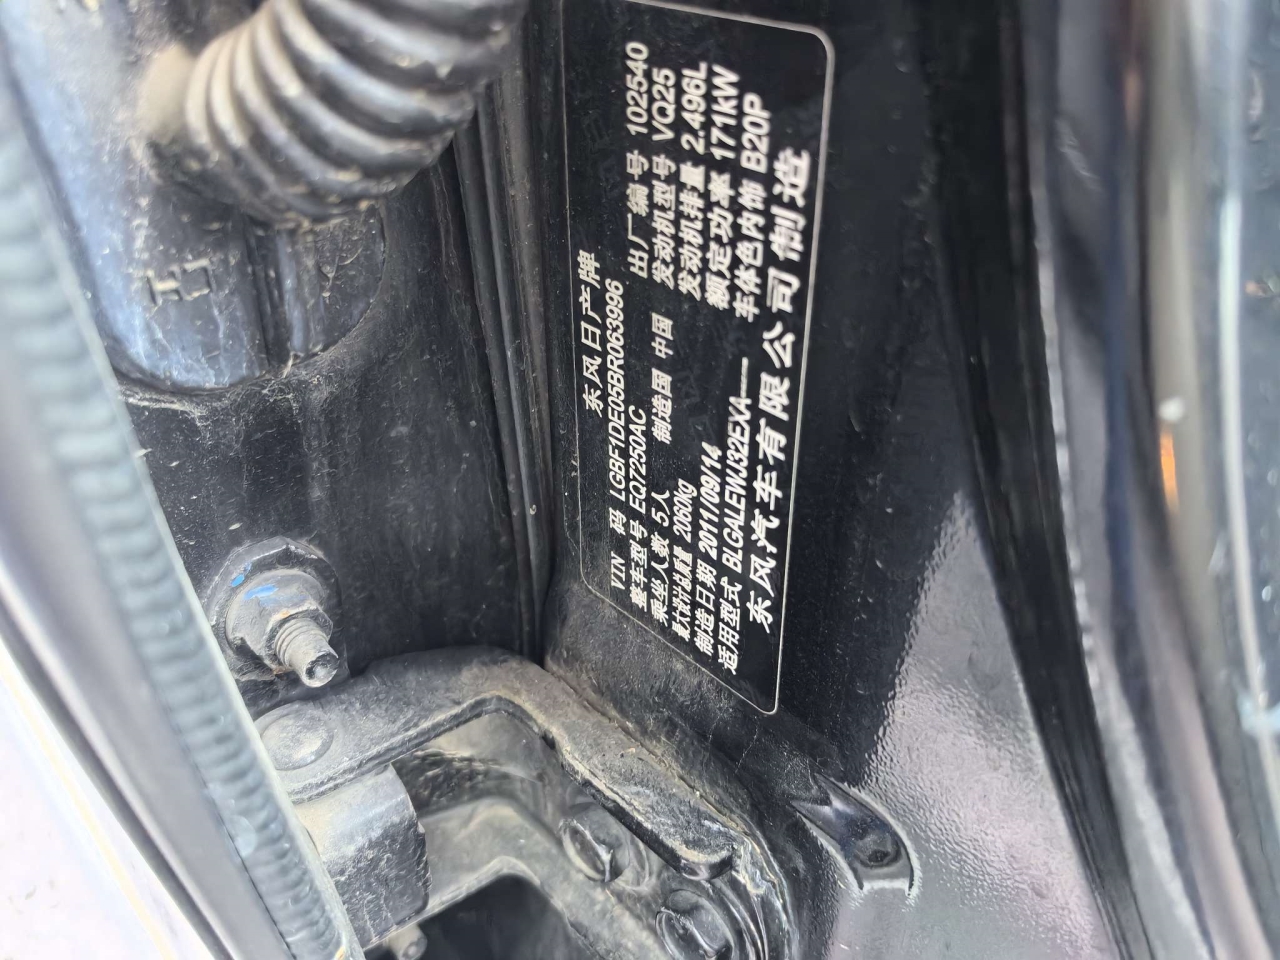 东风日产牌
VIN 码 LGBF1DE05BR063996 出厂编号 102540
整车型号 EQ7250AC 发动机型号 VQ25
乘坐人数 5人 制造国 中国 发动机排量 2.496L
最大设计总质量 2060kg 额定功率 171kW
制造日期 2011/09/14 车体色内饰 B20P
适用型式 BLGALEWJ32EXA-----
东风汽车有限公司制造